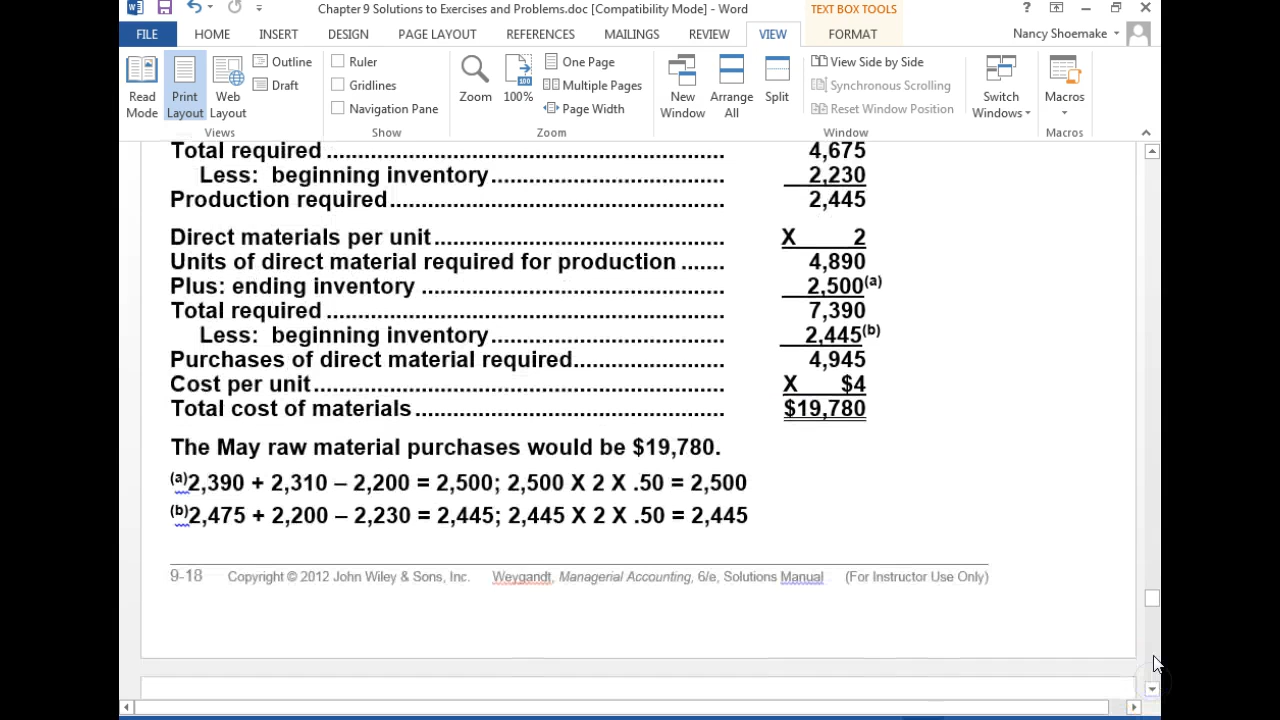 Chapter 9 Solutions to Exercises and Problems.doc [Compatibility Mode] - Word
TEXT BOX TOOLS
FILE HOME INSERT DESIGN PAGE LAYOUT REFERENCES MAILINGS REVIEW VIEW FORMAT Nancy Shoemake
Read Mode
Print Layout
Web Layout
Outline
Draft
Views
Ruler
Gridlines
Navigation Pane
Show
Zoom
100%
One Page
Multiple Pages
Page Width
Zoom
New Window
Arrange All
Split
View Side by Side
Synchronous Scrolling
Reset Window Position
Window
Switch Windows
Macros
Macros
Total required ............................................................... 4,675
Less: beginning inventory..................................... 2,230
Production required..................................................... 2,445
Direct materials per unit.............................................. X 2
Units of direct material required for production ....... 4,890
Plus: ending inventory ................................................ 2,500(a)
Total required ............................................................... 7,390
Less: beginning inventory..................................... 2,445(b)
Purchases of direct material required........................ 4,945
Cost per unit................................................................. X $4
Total cost of materials ................................................. $19,780
The May raw material purchases would be $19,780.
(a)2,390 + 2,310 – 2,200 = 2,500; 2,500 X 2 X .50 = 2,500
(b)2,475 + 2,200 – 2,230 = 2,445; 2,445 X 2 X .50 = 2,445
9-18 Copyright © 2012 John Wiley & Sons, Inc. Weygandt, Managerial Accounting, 6/e, Solutions Manual (For Instructor Use Only)